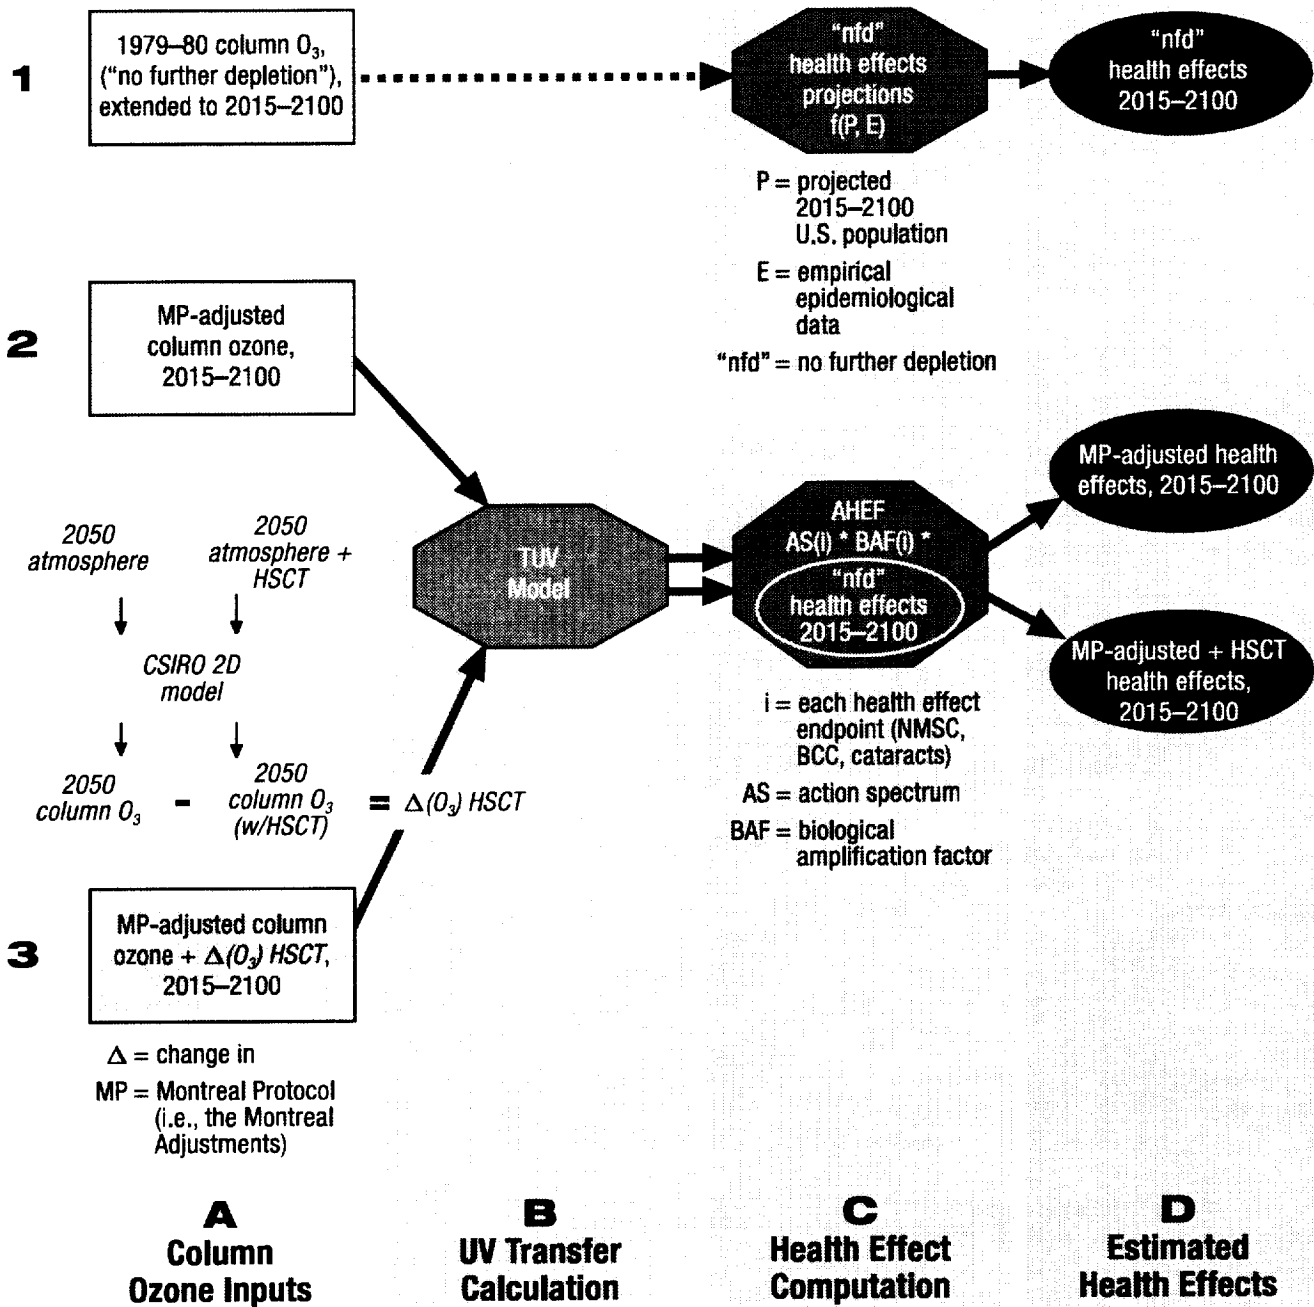 1
1979–80 column O₃,
(“no further depletion”),
extended to 2015–2100
“nfd”
health effects
projections
f(P, E)
“nfd”
health effects
2015–2100
P = projected
2015–2100
U.S. population
E = empirical
epidemiological
data
“nfd” = no further depletion
2
MP-adjusted
column ozone,
2015–2100
2050
atmosphere
2050
atmosphere +
HSCT
CSIRO 2D
model
2050
column O₃
-
2050
column O₃
(w/HSCT)
= Δ(O₃) HSCT
TUV
Model
AHEF
AS(i) * BAF(i) *
“nfd”
health effects
2015–2100
MP-adjusted health
effects, 2015–2100
MP-adjusted + HSCT
health effects,
2015–2100
i = each health effect
endpoint (NMSC,
BCC, cataracts)
AS = action spectrum
BAF = biological
amplification factor
3
MP-adjusted column
ozone + Δ(O₃) HSCT,
2015–2100
Δ = change in
MP = Montreal Protocol
(i.e., the Montreal
Adjustments)
A
Column
Ozone Inputs
B
UV Transfer
Calculation
C
Health Effect
Computation
D
Estimated
Health Effects